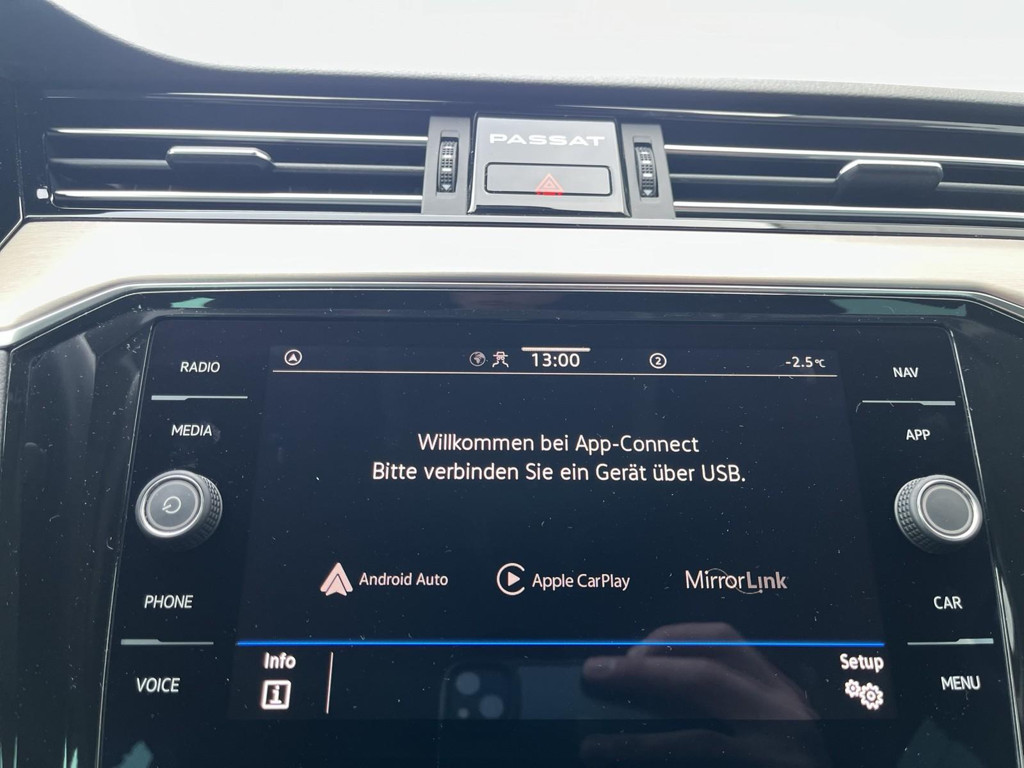 PASSAT
RADIO
MEDIA
PHONE
VOICE
13:00
2
-2.5°C
Willkommen bei App-Connect
Bitte verbinden Sie ein Gerät über USB.
Android Auto
Apple CarPlay
MirrorLink
Info
i
Setup
NAV
APP
CAR
MENU